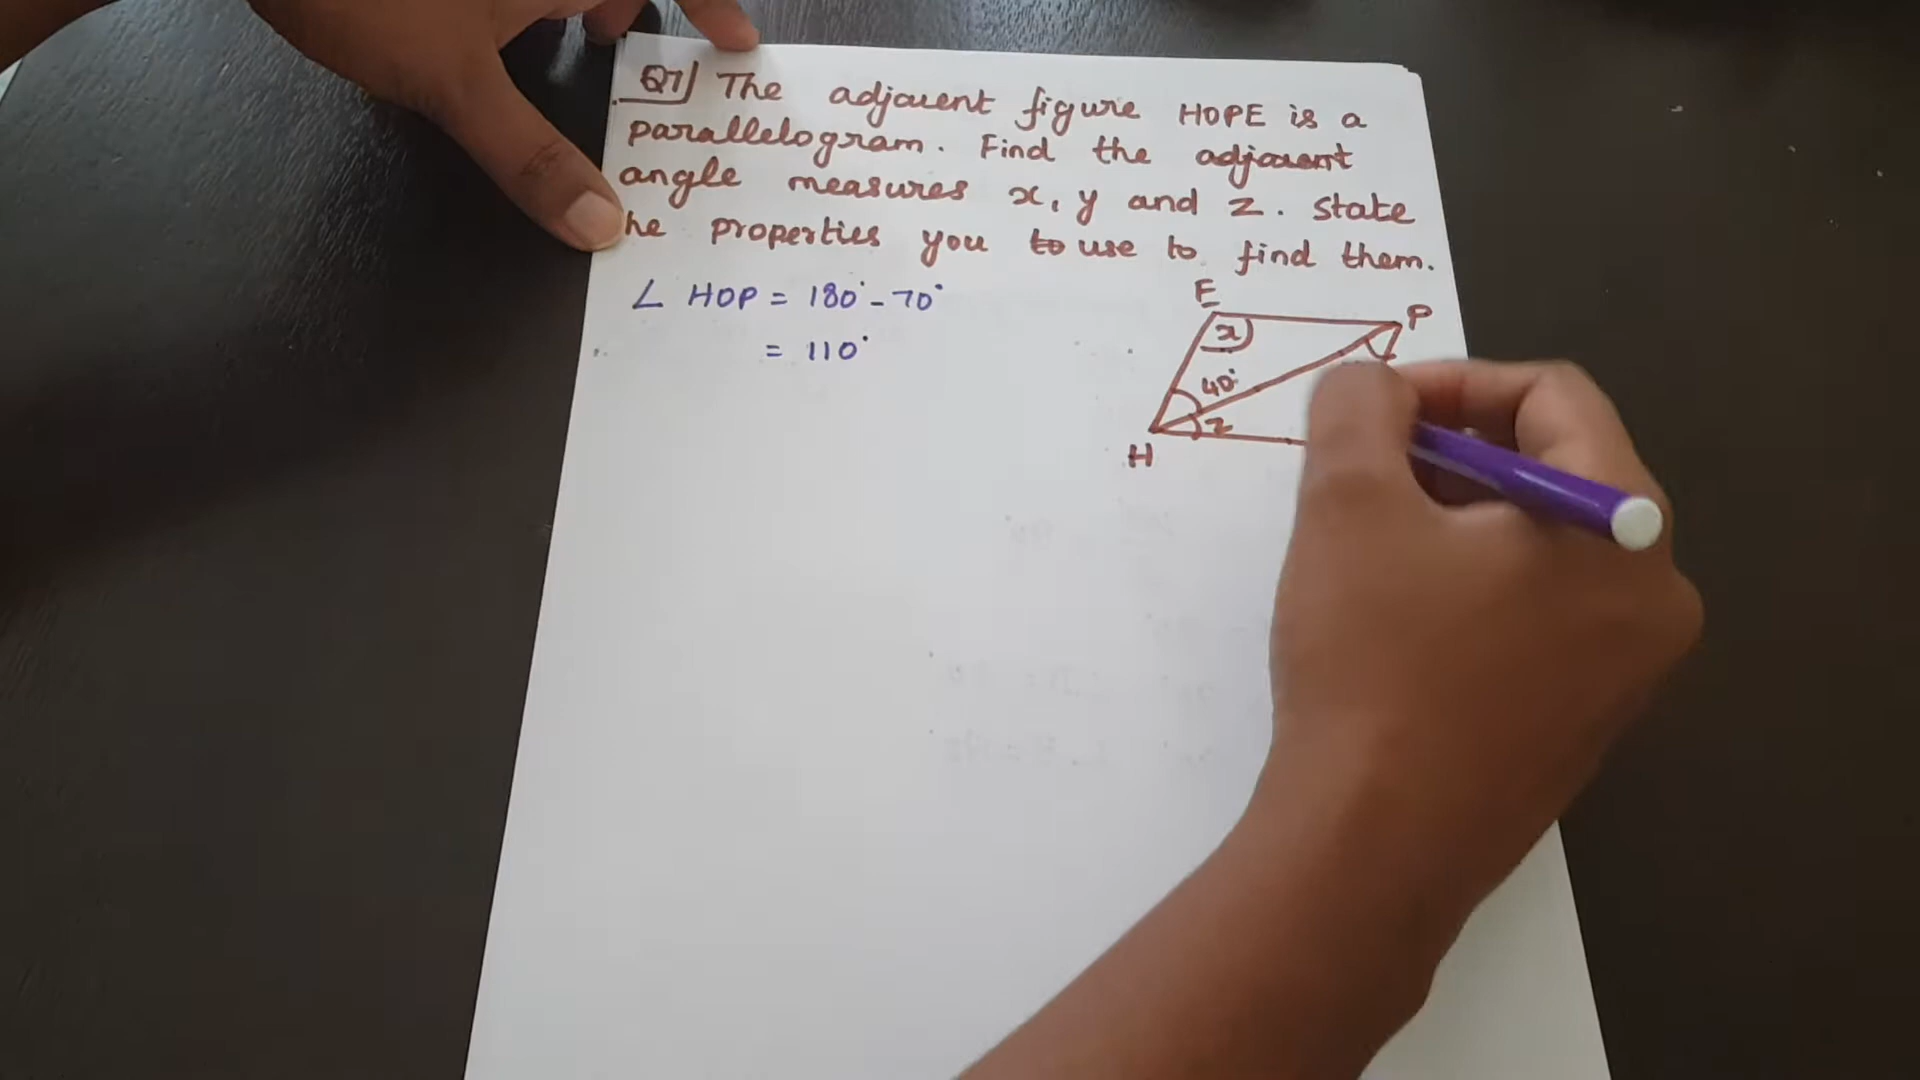 Q7) The adjacent figure HOPE is a
parallelogram. Find the adjacent
angle measures x, y and z. State
he properties you to use to find them.
∠ HOP = 180° - 70°
= 110°
E
P
x
40°
z
H